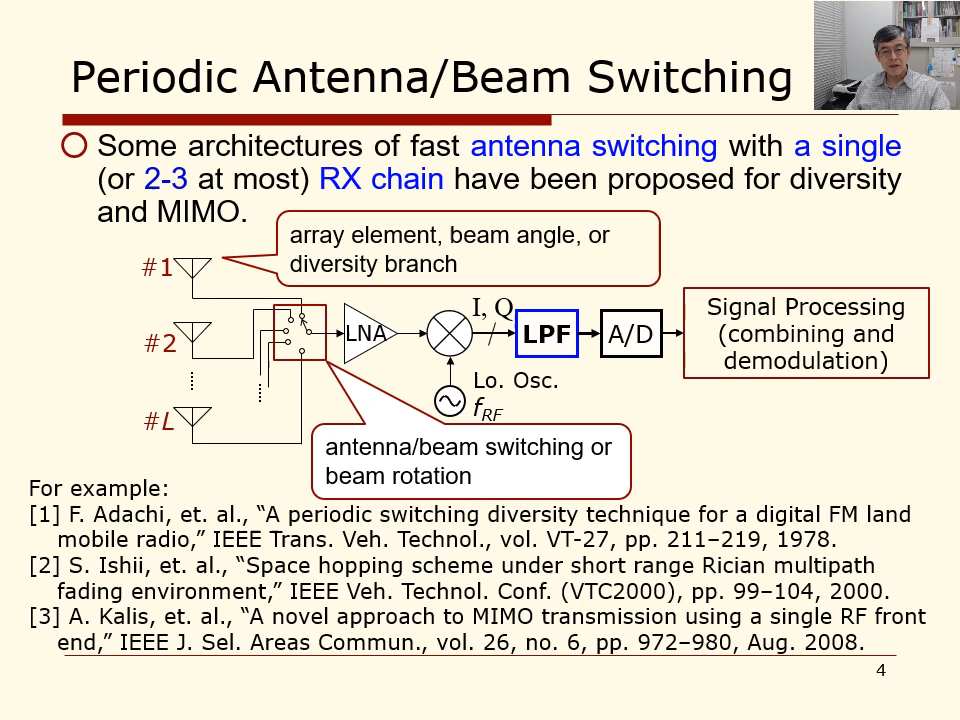 Periodic Antenna/Beam Switching
Some architectures of fast antenna switching with a single
(or 2-3 at most) RX chain have been proposed for diversity
and MIMO.
array element, beam angle, or
diversity branch
#1
#2
#L
LNA
I, Q
LPF
A/D
Signal Processing
(combining and
demodulation)
Lo. Osc.
fRF
antenna/beam switching or
beam rotation
For example:
[1] F. Adachi, et. al., “A periodic switching diversity technique for a digital FM land
mobile radio,” IEEE Trans. Veh. Technol., vol. VT-27, pp. 211–219, 1978.
[2] S. Ishii, et. al., “Space hopping scheme under short range Rician multipath
fading environment,” IEEE Veh. Technol. Conf. (VTC2000), pp. 99–104, 2000.
[3] A. Kalis, et. al., “A novel approach to MIMO transmission using a single RF front
end,” IEEE J. Sel. Areas Commun., vol. 26, no. 6, pp. 972–980, Aug. 2008.
4